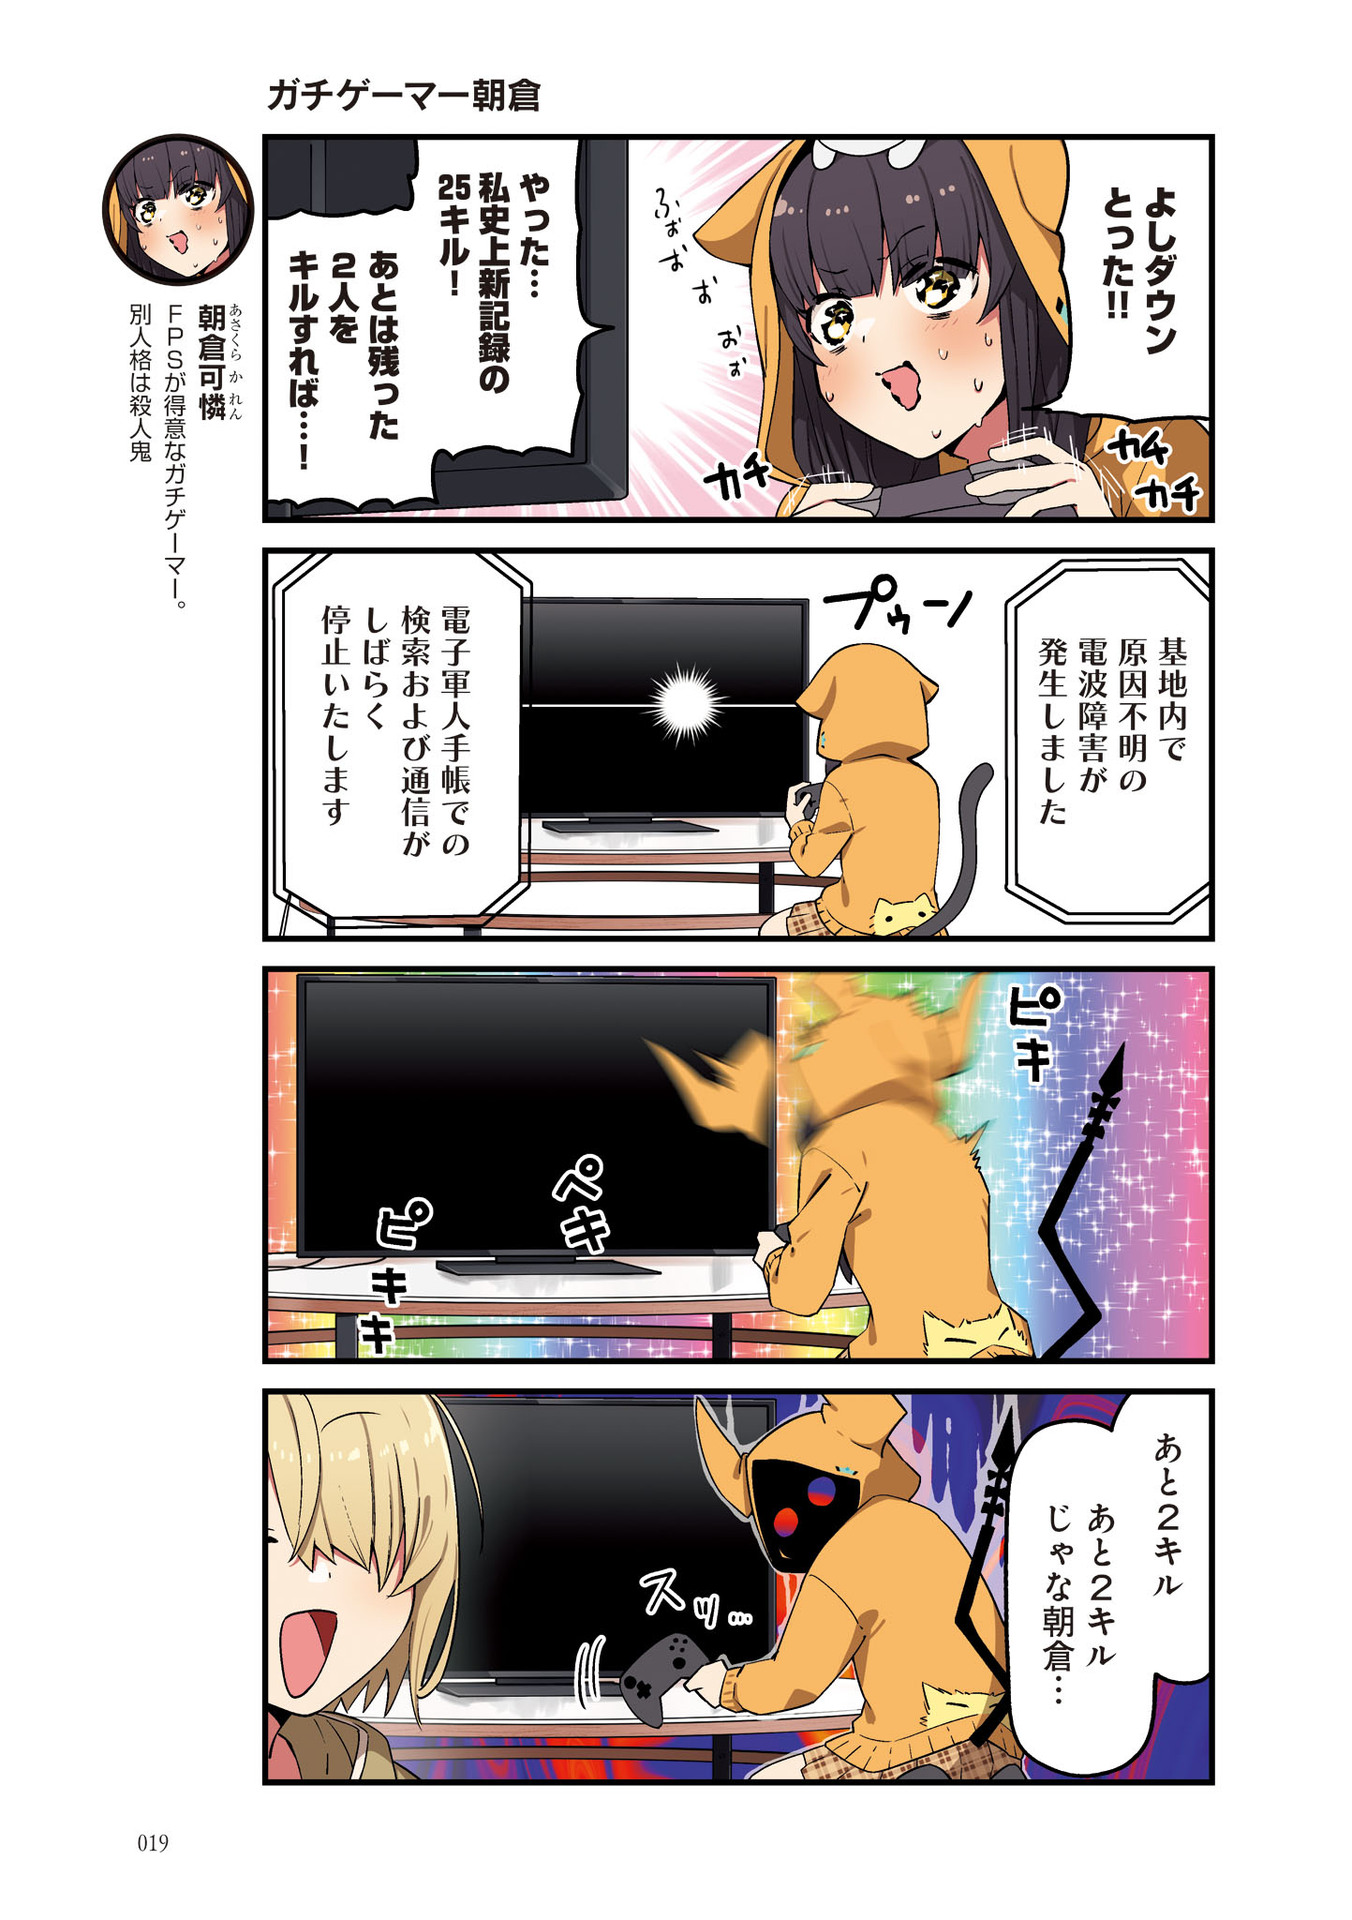 ガチゲーマー朝倉
朝倉可憐
あさくら かれん
FPSが得意なガチゲーマー。
別人格は殺人鬼
よしダウン
とった!!
ふぉぉぉ
おぉぉ
カチ
カチ
カチ
やった…
私史上新記録の
25キル!
あとは残った
2人を
キルすれば…!
基地内で
原因不明の
電波障害が
発生しました
プゥーン
電子軍人手帳での
検索および通信が
しばらく
停止いたします
ピキ
ペキ
ピキキ
あと2キル
あと2キル
じゃな朝倉…
スッ…
019